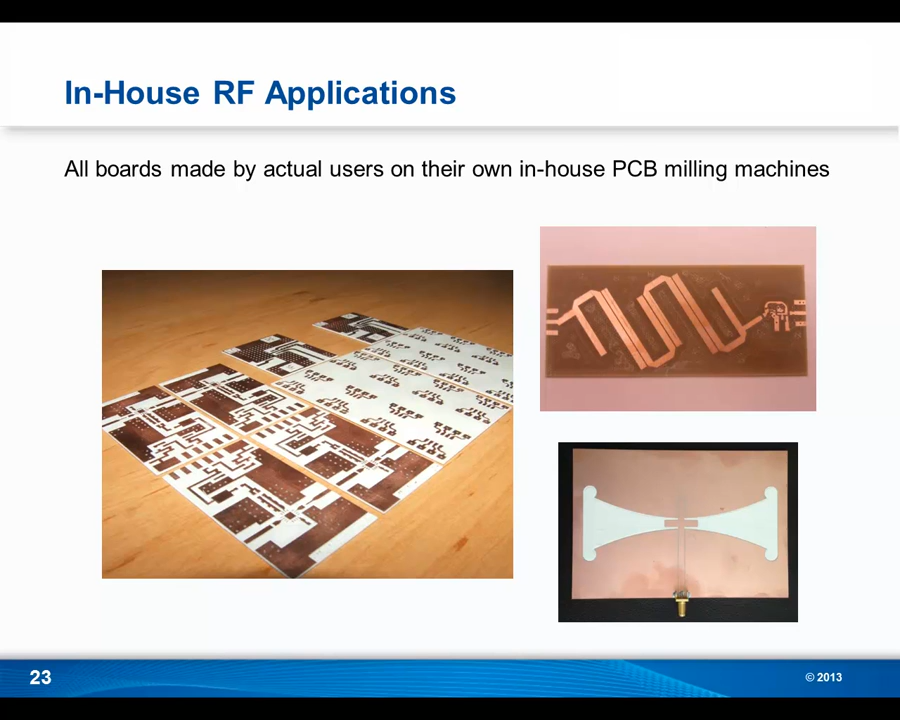 In-House RF Applications
All boards made by actual users on their own in-house PCB milling machines
23
© 2013